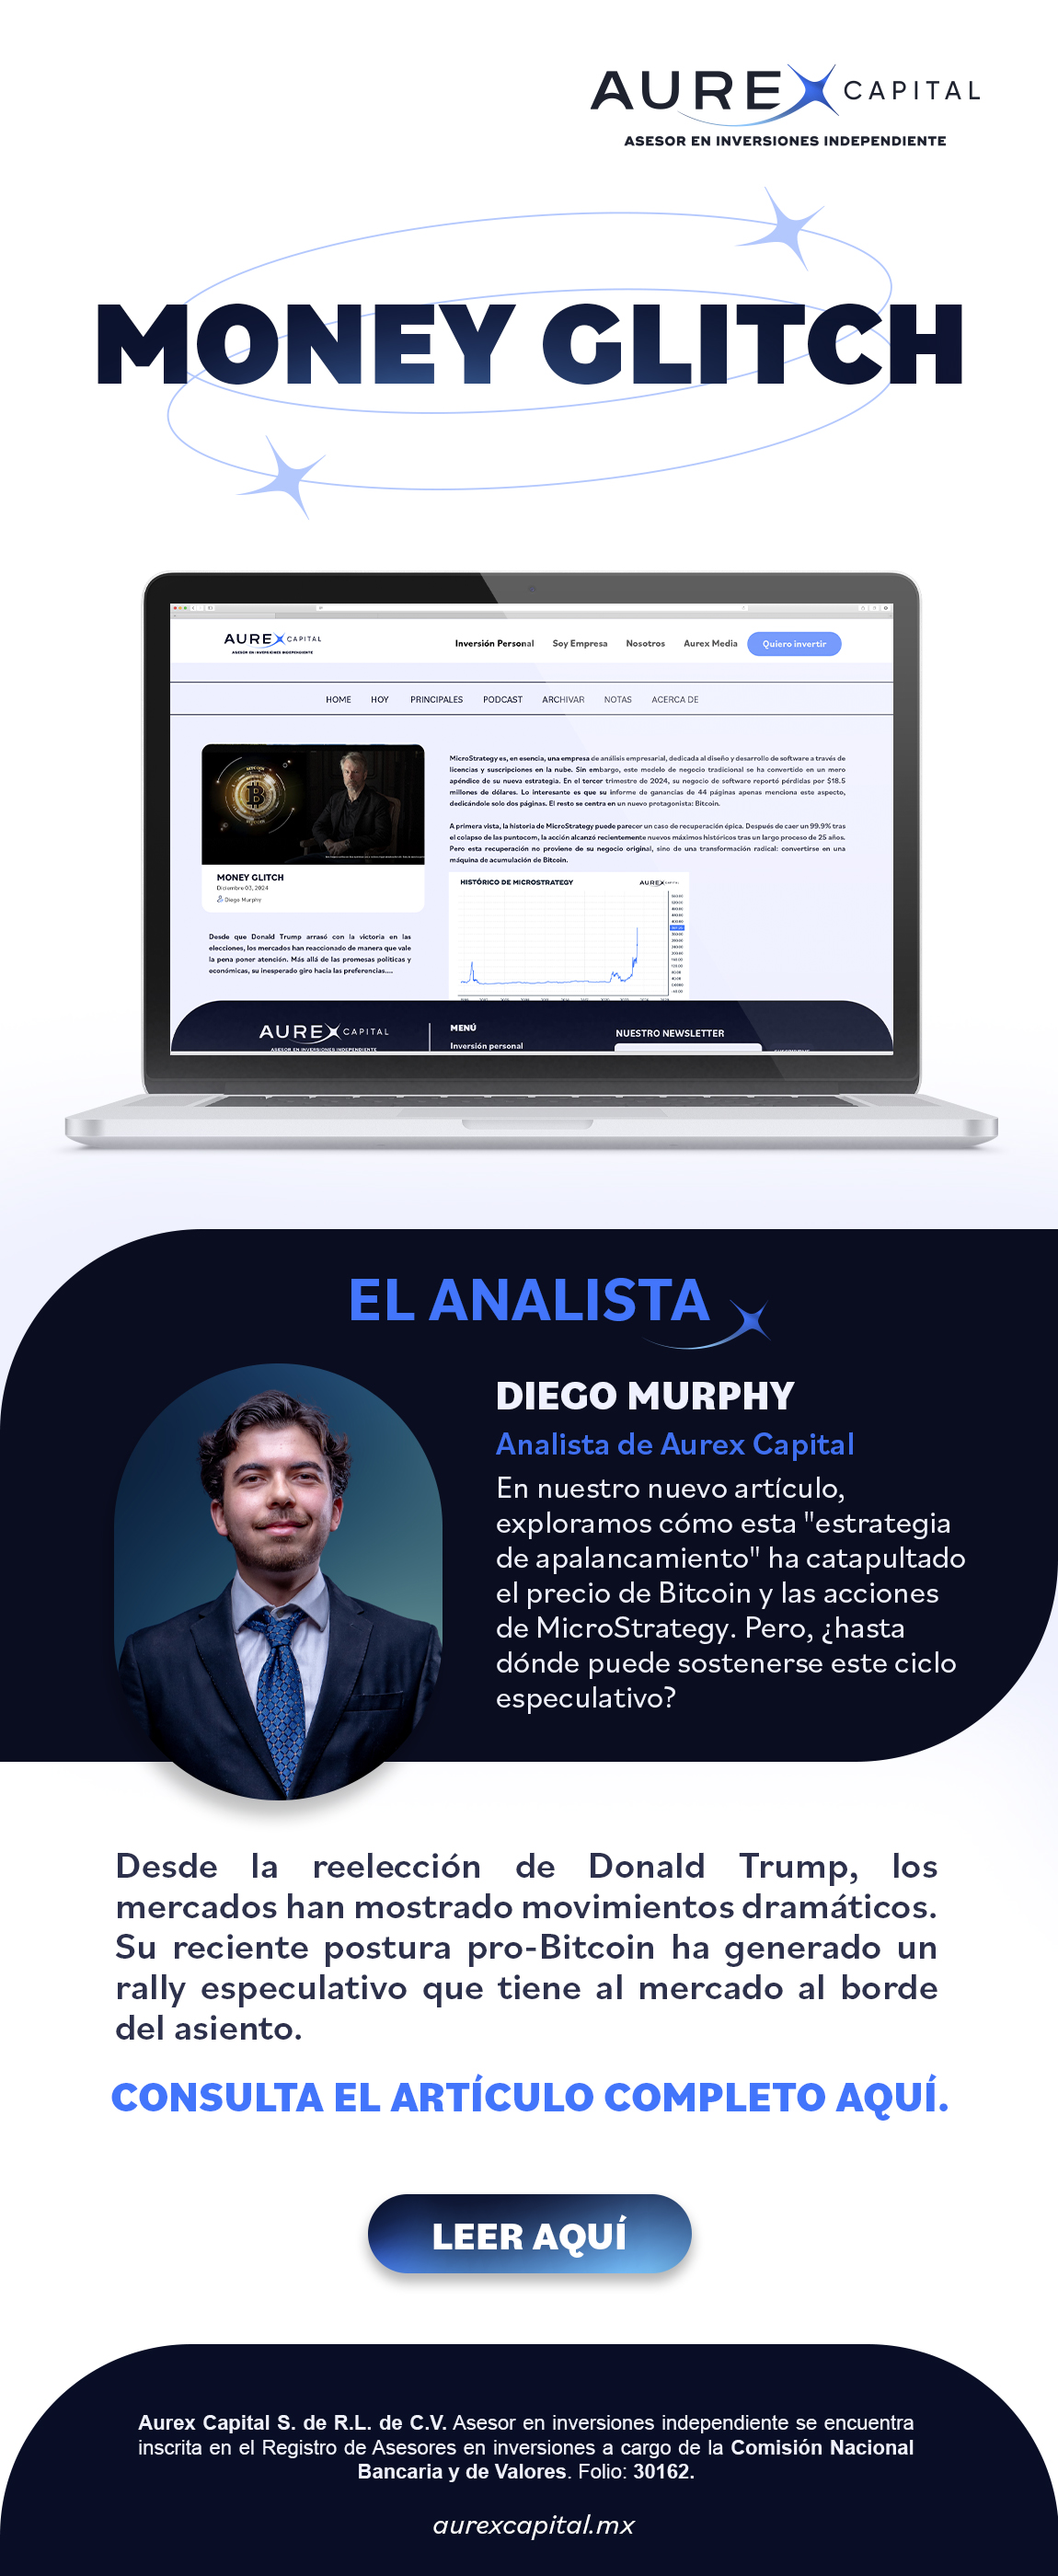 AUREX CAPITAL
ASESOR EN INVERSIONES INDEPENDIENTE
MONEY GLITCH
AUREX CAPITAL
ASESOR EN INVERSIONES INDEPENDIENTE
Inversión Personal Soy Empresa Nosotros Aurex Media Quiero invertir
HOME HOY PRINCIPALES PODCAST ARCHIVAR NOTAS ACERCA DE
MONEY GLITCH
Diciembre 03, 2024
Diego Murphy
Desde que Donald Trump arrasó con la victoria en las
elecciones, los mercados han reaccionado de manera que vale
la pena poner atención. Más allá de las promesas políticas y
económicas, su inesperado giro hacia las preferencias....
MicroStrategy es, en esencia, una empresa de análisis empresarial, dedicada al diseño y desarrollo de software a través de
licencias y suscripciones en la nube. Sin embargo, este modelo de negocio tradicional se ha convertido en un mero
apéndice de su nueva estrategia. En el tercer trimestre de 2024, su negocio de software reportó pérdidas por $18.5
millones de dólares. Lo interesante es que su informe de ganancias de 44 páginas apenas menciona este aspecto,
dedicándole solo dos páginas. El resto se centra en un nuevo protagonista: Bitcoin.
A primera vista, la historia de MicroStrategy puede parecer un caso de recuperación épica. Después de caer un 99.9% tras
el colapso de las puntocom, la acción alcanzó recientemente nuevos máximos históricos tras un largo proceso de 25 años.
Pero esta recuperación no proviene de su negocio original, sino de una transformación radical: convertirse en una
máquina de acumulación de Bitcoin.
HISTÓRICO DE MICROSTRATEGY AUREX CAPITAL
AUREX CAPITAL
ASESOR EN INVERSIONES INDEPENDIENTE
MENÚ
Inversión personal
NUESTRO NEWSLETTER
EL ANALISTA
DIEGO MURPHY
Analista de Aurex Capital
En nuestro nuevo artículo,
exploramos cómo esta "estrategia
de apalancamiento" ha catapultado
el precio de Bitcoin y las acciones
de MicroStrategy. Pero, ¿hasta
dónde puede sostenerse este ciclo
especulativo?
Desde la reelección de Donald Trump, los
mercados han mostrado movimientos dramáticos.
Su reciente postura pro-Bitcoin ha generado un
rally especulativo que tiene al mercado al borde
del asiento.
CONSULTA EL ARTÍCULO COMPLETO AQUÍ.
LEER AQUÍ
Aurex Capital S. de R.L. de C.V. Asesor en inversiones independiente se encuentra
inscrita en el Registro de Asesores en inversiones a cargo de la Comisión Nacional
Bancaria y de Valores. Folio: 30162.
aurexcapital.mx